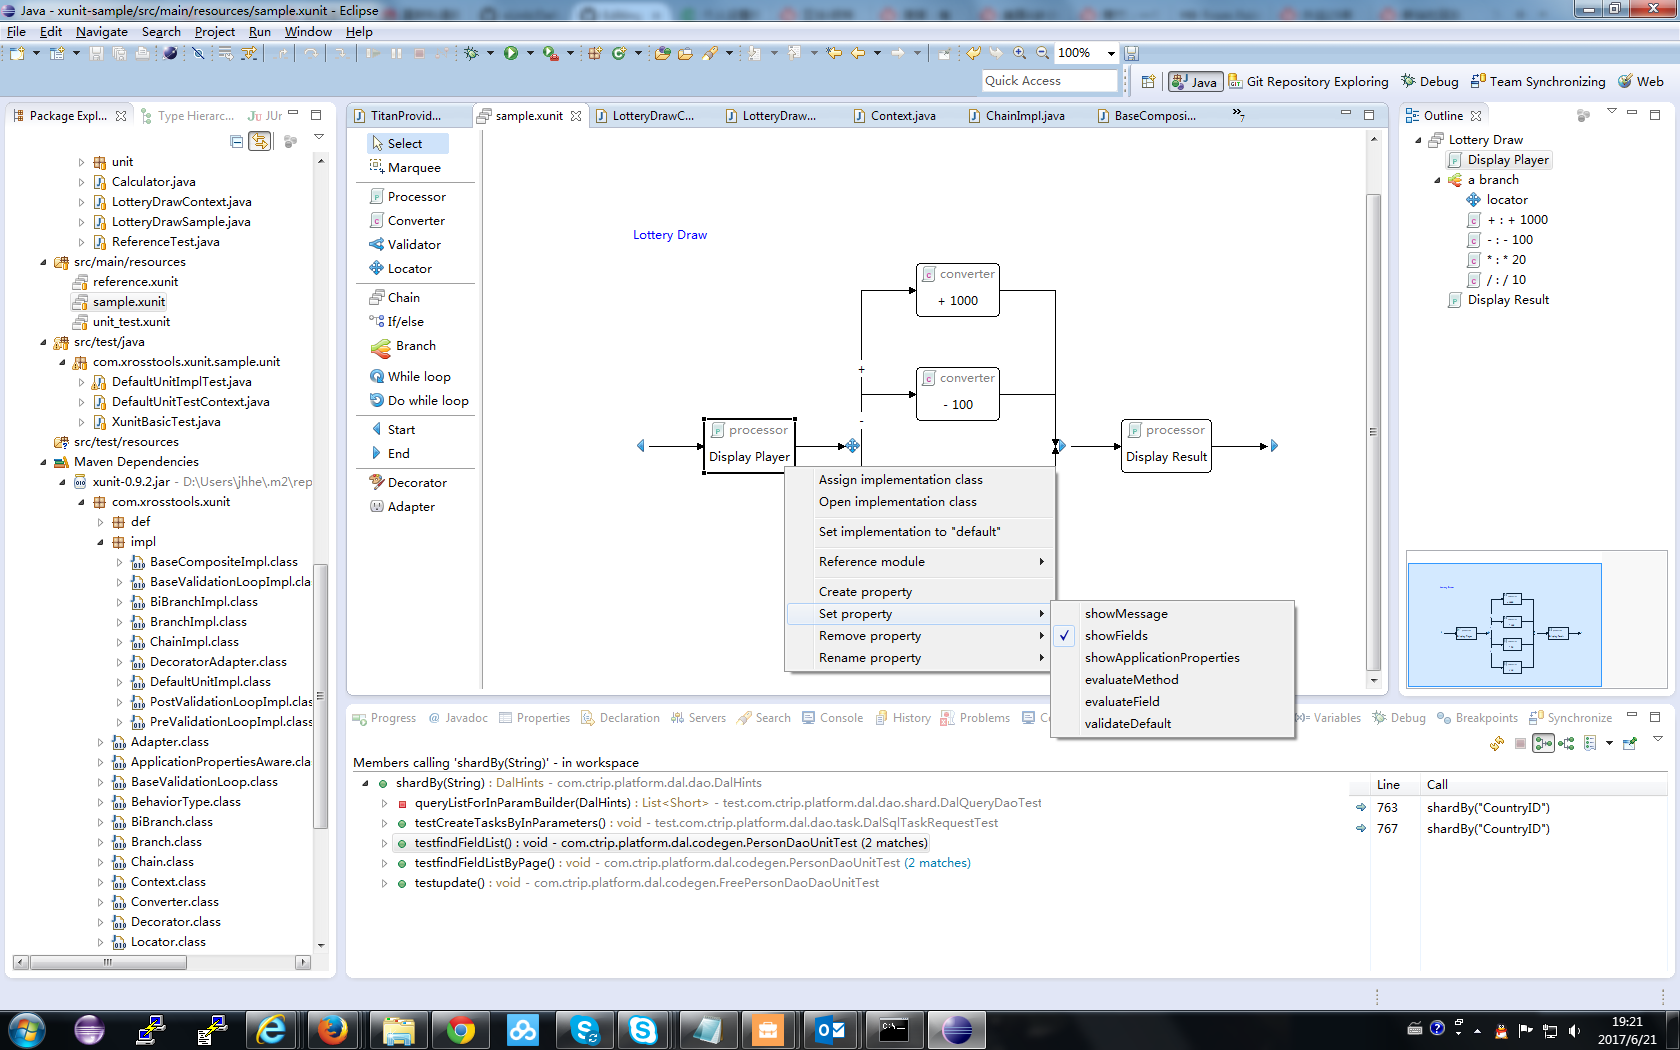 Java - xunit-sample/src/main/resources/sample.xunit - Eclipse
File Edit Navigate Search Project Run Window Help
100%
Quick Access
Java Git Repository Exploring Debug Team Synchronizing Web
Package Expl... Type Hierarc... Ju JUr
unit
Calculator.java
LotteryDrawContext.java
LotteryDrawSample.java
ReferenceTest.java
src/main/resources
reference.xunit
sample.xunit
unit_test.xunit
src/test/java
com.xrosstools.xunit.sample.unit
DefaultUnitImplTest.java
DefaultUnitTestContext.java
XunitBasicTest.java
src/test/resources
Maven Dependencies
xunit-0.9.2.jar - D:\Users\jhhe\.m2\rep
com.xrosstools.xunit
def
impl
BaseCompositeImpl.class
BaseValidationLoopImpl.cla
BiBranchImpl.class
BranchImpl.class
ChainImpl.class
DecoratorAdapter.class
DefaultUnitImpl.class
PostValidationLoopImpl.class
PreValidationLoopImpl.class
Adapter.class
ApplicationPropertiesAware.cla
BaseValidationLoop.class
BehaviorType.class
BiBranch.class
Branch.class
Chain.class
Context.class
Converter.class
Decorator.class
Locator.class
TitanProvid... sample.xunit LotteryDrawC... LotteryDraw... Context.java ChainImpl.java BaseComposi... 7
Select
Marquee
Processor
Converter
Validator
Locator
Chain
If/else
Branch
While loop
Do while loop
Start
End
Decorator
Adapter
Lottery Draw
converter
+ 1000
+
converter
- 100
-
processor
Display Player
processor
Display Result
Assign implementation class
Open implementation class
Set implementation to "default"
Reference module
Create property
Set property
Remove property
Rename property
showMessage
showFields
showApplicationProperties
evaluateMethod
evaluateField
validateDefault
Outline
Lottery Draw
Display Player
a branch
locator
+ : + 1000
- : - 100
* : * 20
/ : / 10
Display Result
Progress Javadoc Properties Declaration Servers Search Console History Problems Variables Debug Breakpoints Synchronize
Members calling 'shardBy(String)' - in workspace
shardBy(String) : DalHints - com.ctrip.platform.dal.dao.DalHints
queryListForInParamBuilder(DalHints) : List<Short> - test.com.ctrip.platform.dal.dao.shard.DalQueryDaoTest
testCreateTasksByInParameters() : void - test.com.ctrip.platform.dal.dao.task.DalSqlTaskRequestTest
testfindFieldList() : void - com.ctrip.platform.dal.codegen.PersonDaoUnitTest (2 matches)
testfindFieldListByPage() : void - com.ctrip.platform.dal.codegen.PersonDaoUnitTest (2 matches)
testupdate() : void - com.ctrip.platform.dal.codegen.FreePersonDaoDaoUnitTest
Line Call
763 shardBy("CountryID")
767 shardBy("CountryID")
19:21
2017/6/21